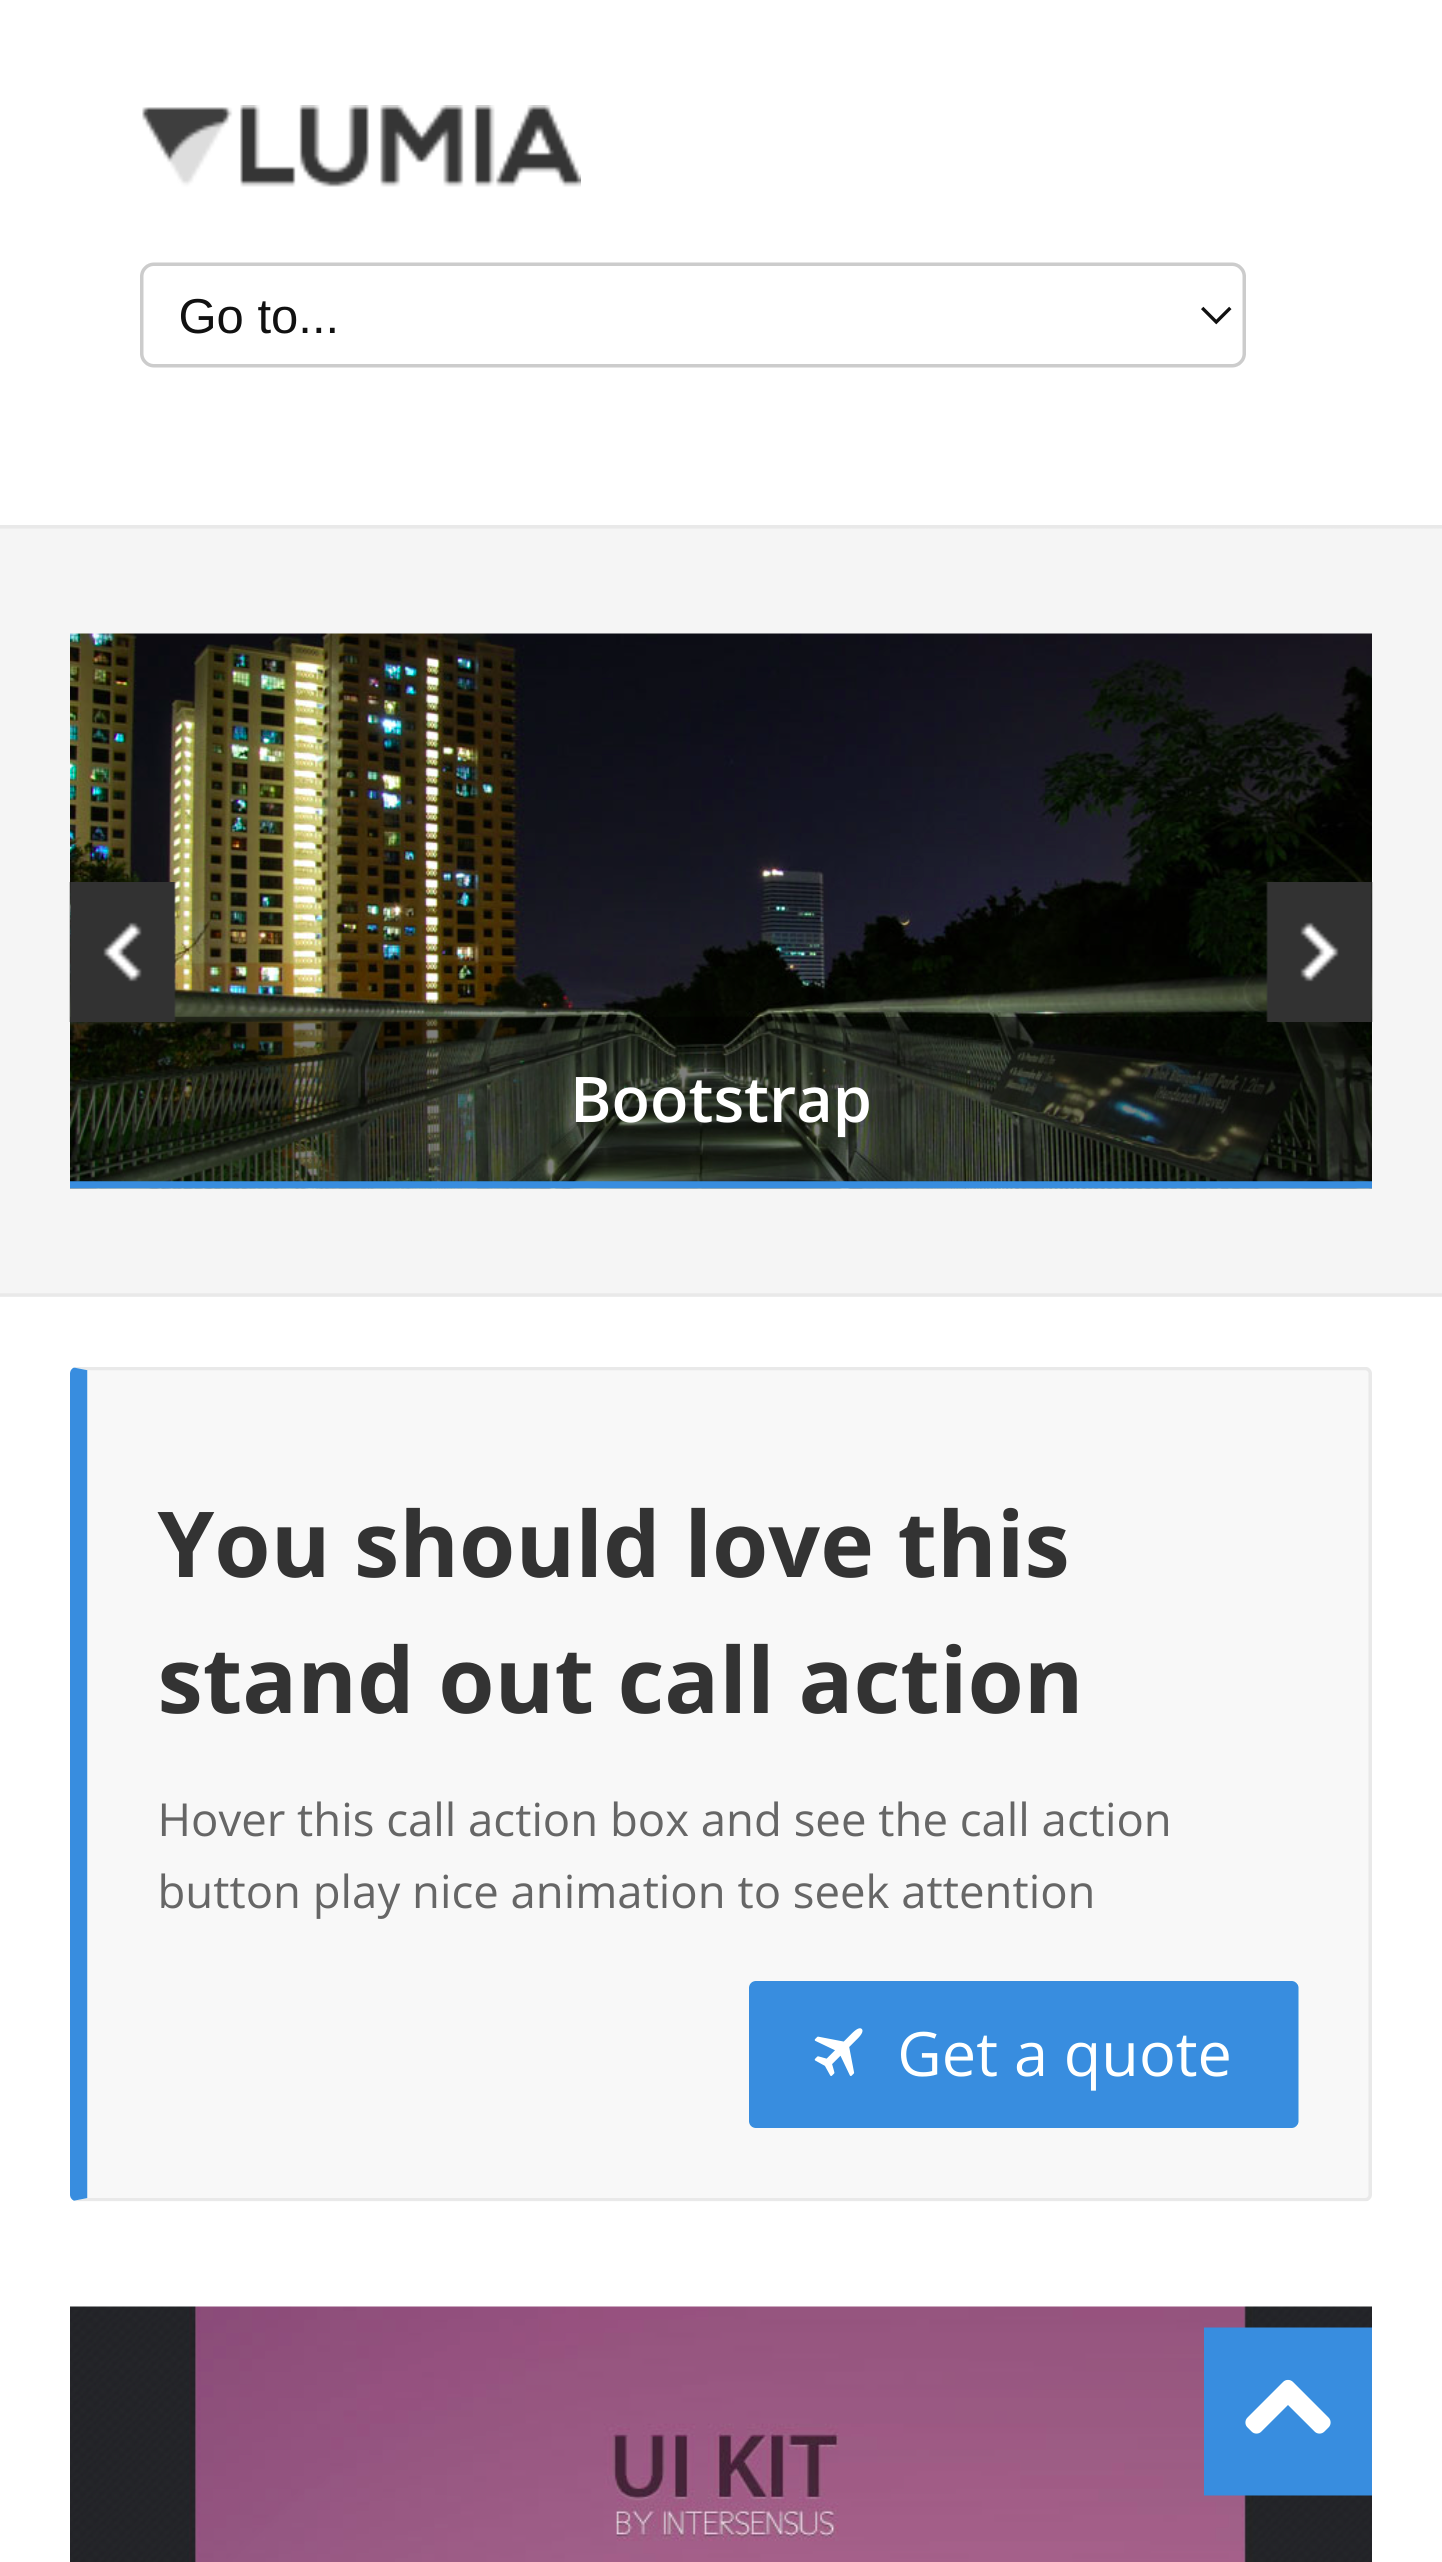 LUMIA
Go to...
Bootstrap
You should love this
stand out call action
Hover this call action box and see the call action
button play nice animation to seek attention
Get a quote
UI KIT
BY INTERSENSUS